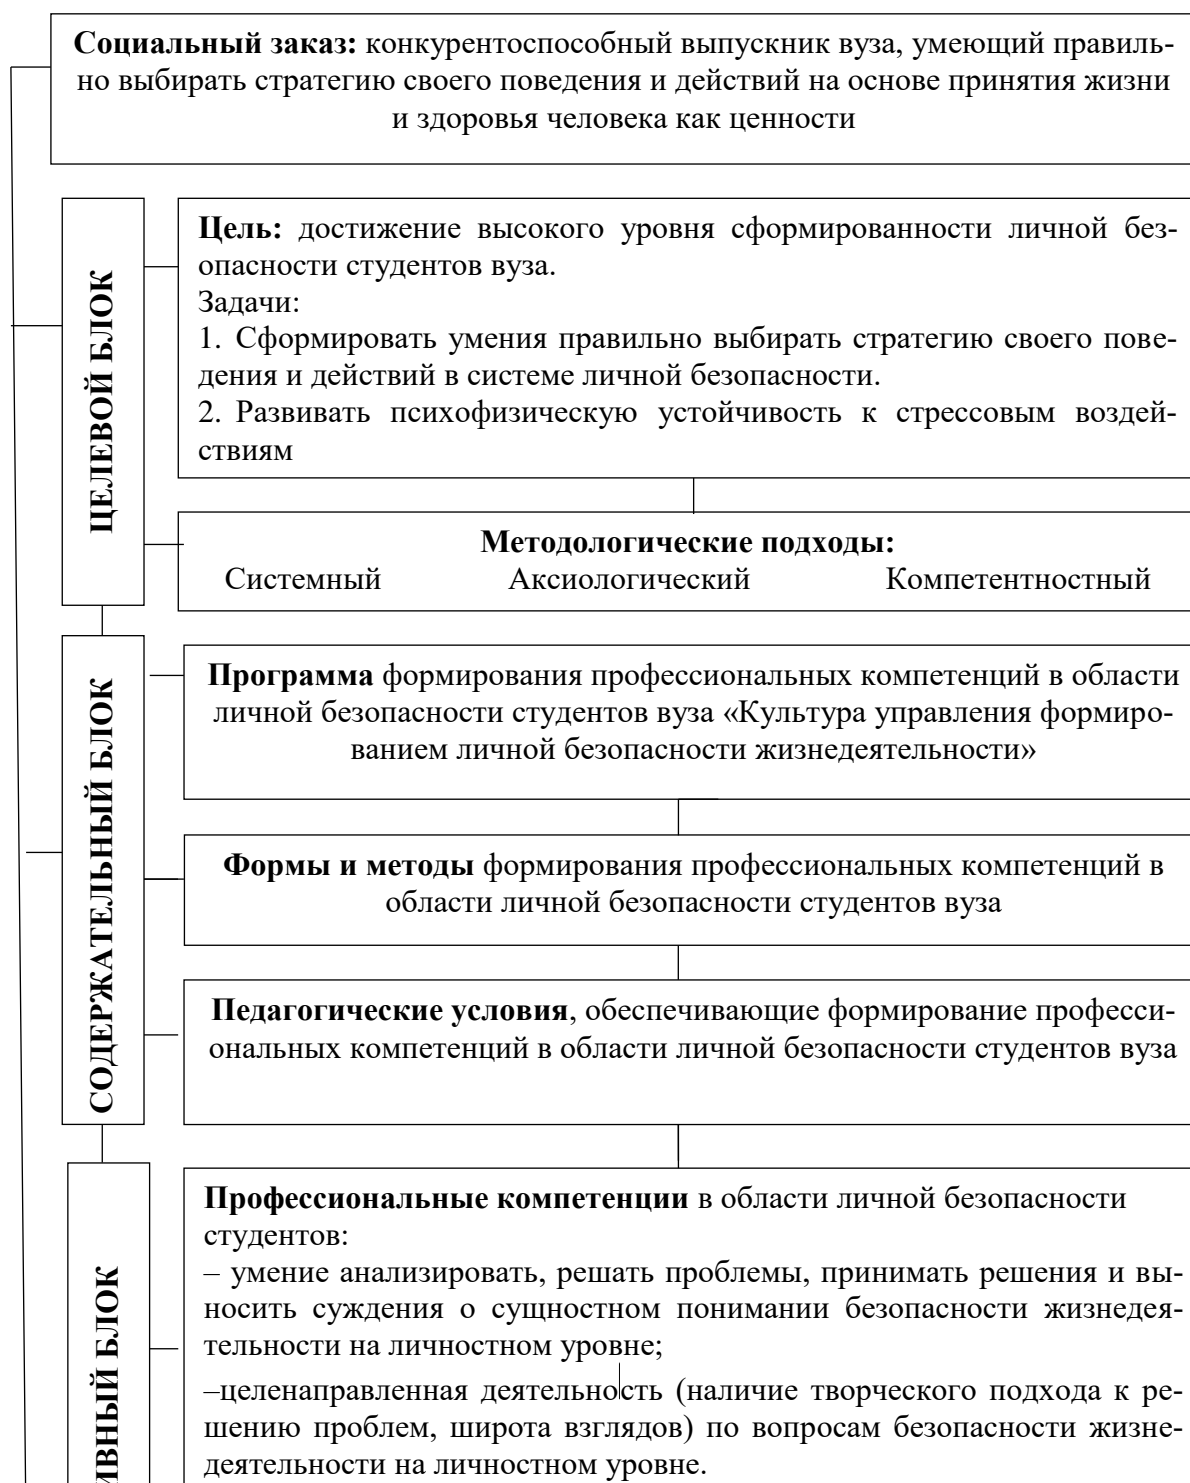 Социальный заказ: конкурентоспособный выпускник вуза, умеющий правиль-
но выбирать стратегию своего поведения и действий на основе принятия жизни
и здоровья человека как ценности
ЦЕЛЕВОЙ БЛОК
Цель: достижение высокого уровня сформированности личной без-
опасности студентов вуза.
Задачи:
1. Сформировать умения правильно выбирать стратегию своего пове-
дения и действий в системе личной безопасности.
2. Развивать психофизическую устойчивость к стрессовым воздей-
ствиям
Методологические подходы:
Системный Аксиологический Компетентностный
СОДЕРЖАТЕЛЬНЫЙ БЛОК
Программа формирования профессиональных компетенций в области
личной безопасности студентов вуза «Культура управления формиро-
ванием личной безопасности жизнедеятельности»
Формы и методы формирования профессиональных компетенций в
области личной безопасности студентов вуза
Педагогические условия, обеспечивающие формирование професси-
ональных компетенций в области личной безопасности студентов вуза
ИВНЫЙ БЛОК
Профессиональные компетенции в области личной безопасности
студентов:
– умение анализировать, решать проблемы, принимать решения и вы-
носить суждения о сущностном понимании безопасности жизнедея-
тельности на личностном уровне;
–целенаправленная деятельность (наличие творческого подхода к ре-
шению проблем, широта взглядов) по вопросам безопасности жизне-
деятельности на личностном уровне.